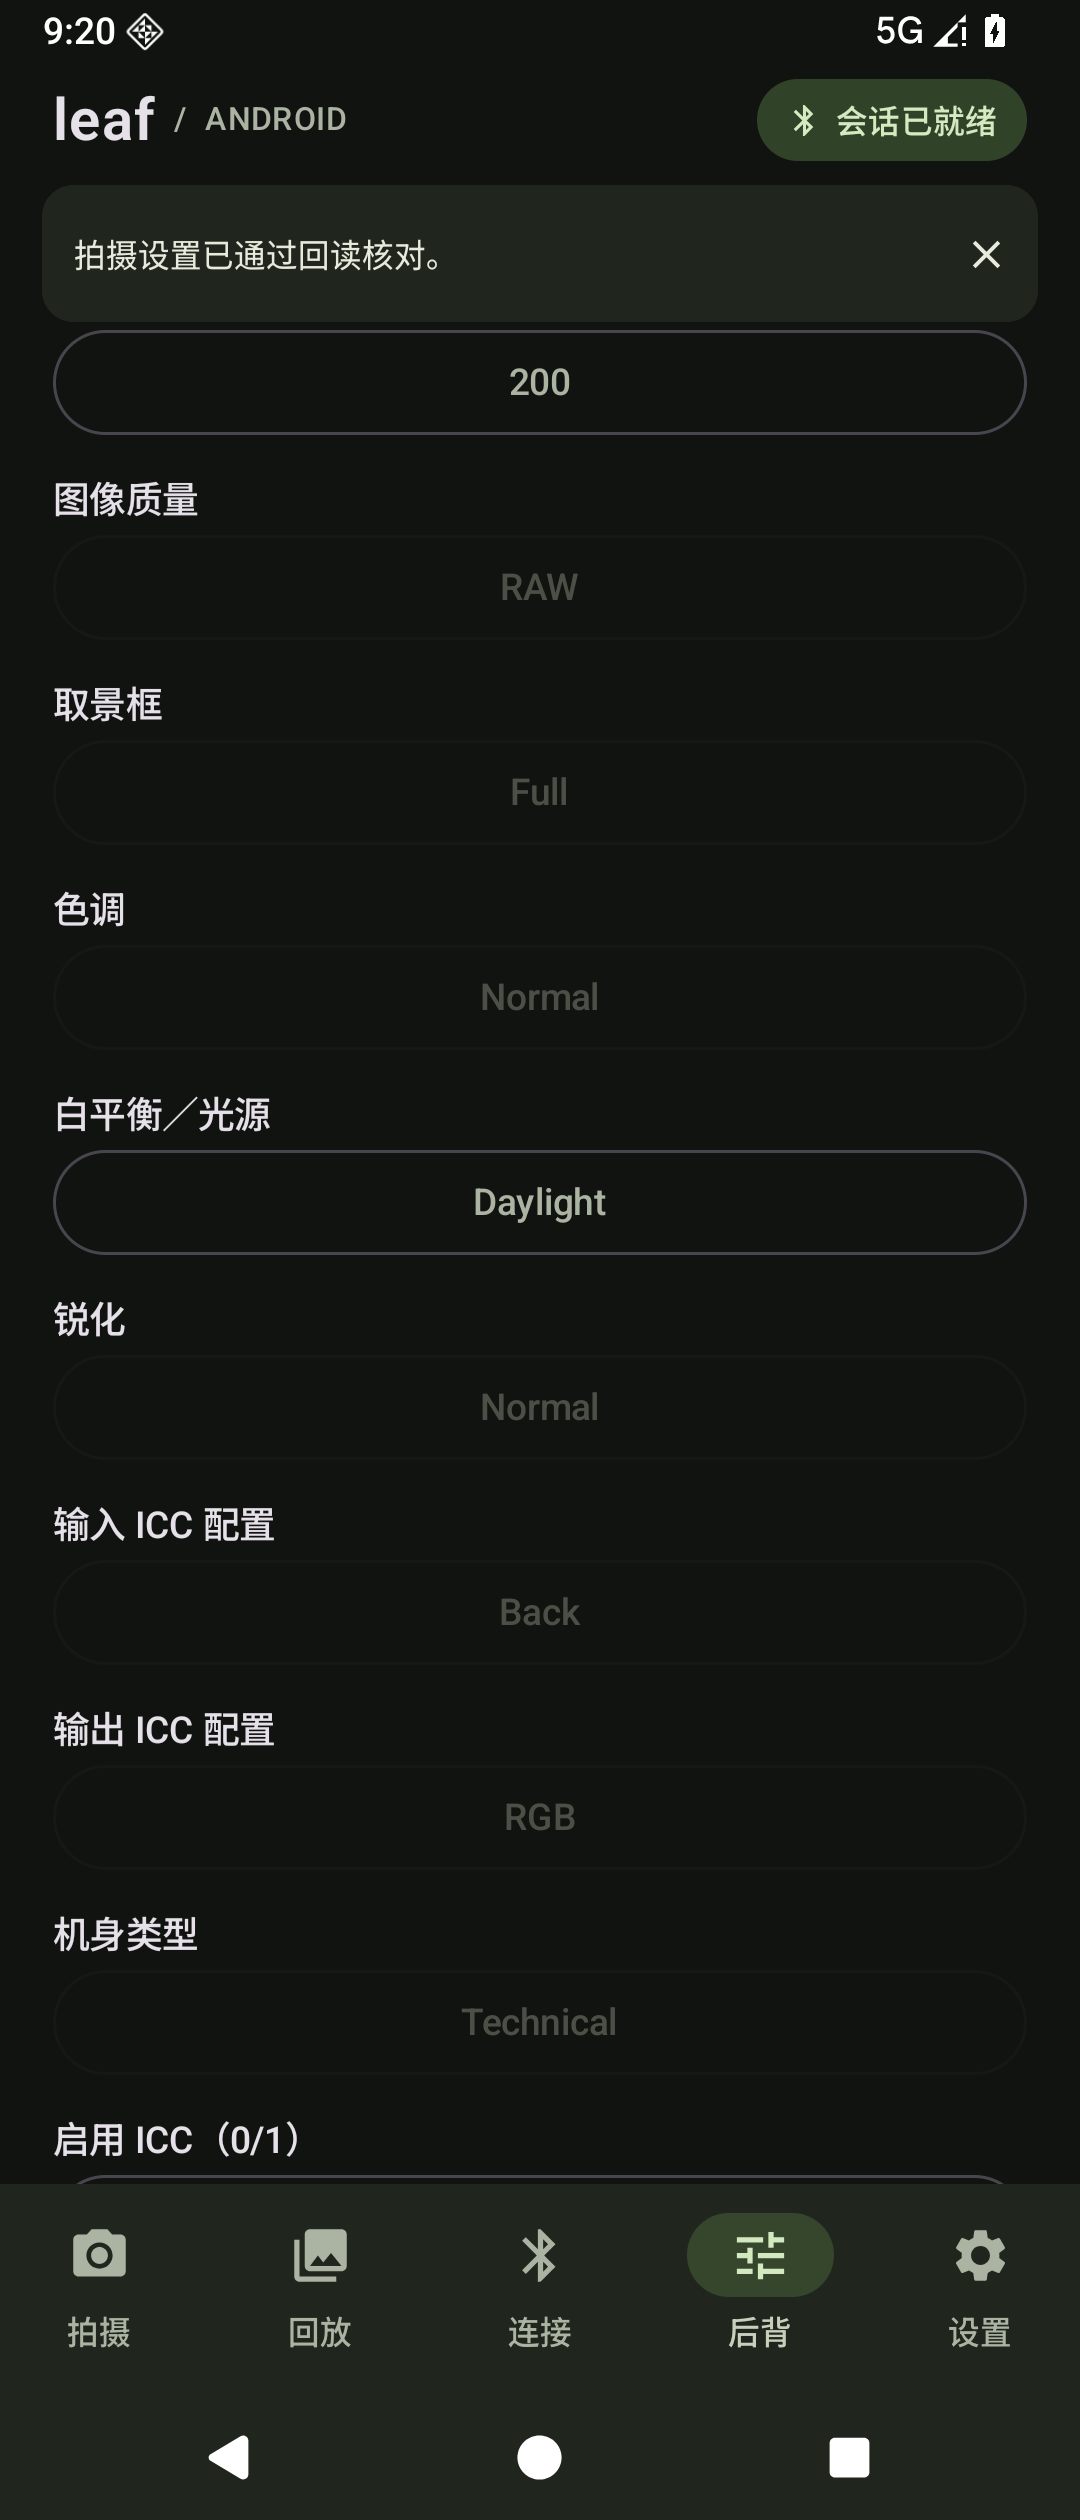 9:20
5G
leaf / ANDROID
会话已就绪
拍摄设置已通过回读核对。
200
图像质量
RAW
取景框
Full
色调
Normal
白平衡／光源
Daylight
锐化
Normal
输入 ICC 配置
Back
输出 ICC 配置
RGB
机身类型
Technical
启用 ICC（0/1）
拍摄
回放
连接
后背
设置